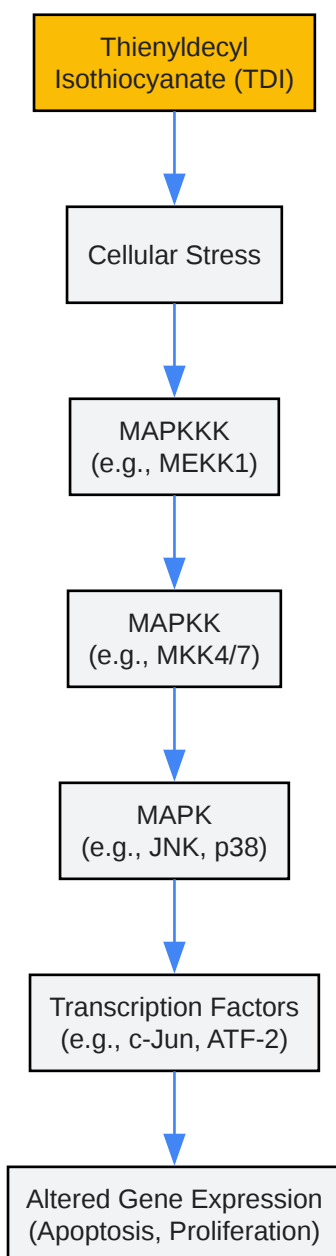 Thienyldecyl
Isothiocyanate (TDI)
Cellular Stress
MAPKKK
(e.g., MEKK1)
MAPKK
(e.g., MKK4/7)
MAPK
(e.g., JNK, p38)
Transcription Factors
(e.g., c-Jun, ATF-2)
Altered Gene Expression
(Apoptosis, Proliferation)